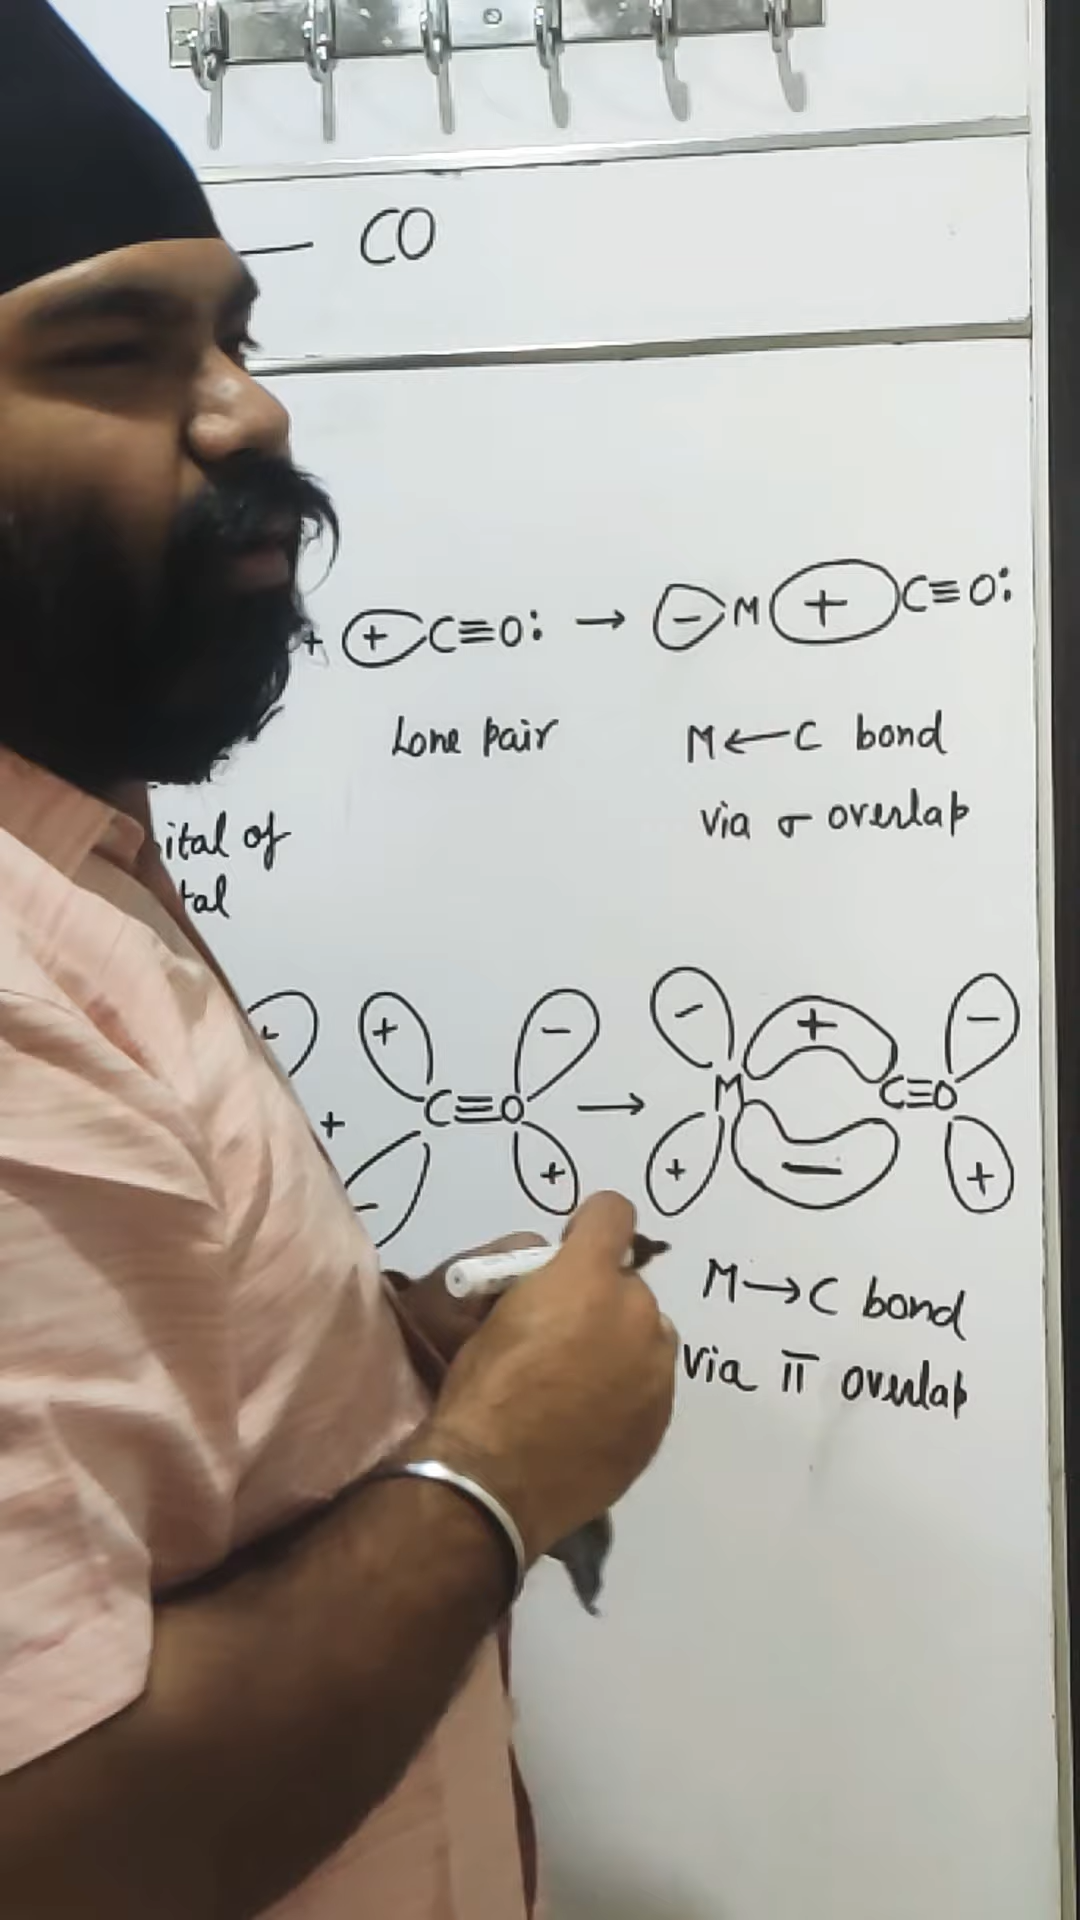 — CO
+ (+) C≡O: → (-) M (+) C≡O:
Lone pair
M←C bond
via σ overlap
ital of
tal
+ + - C≡O - + → - + M + - C≡O - +
M→C bond
via π overlap